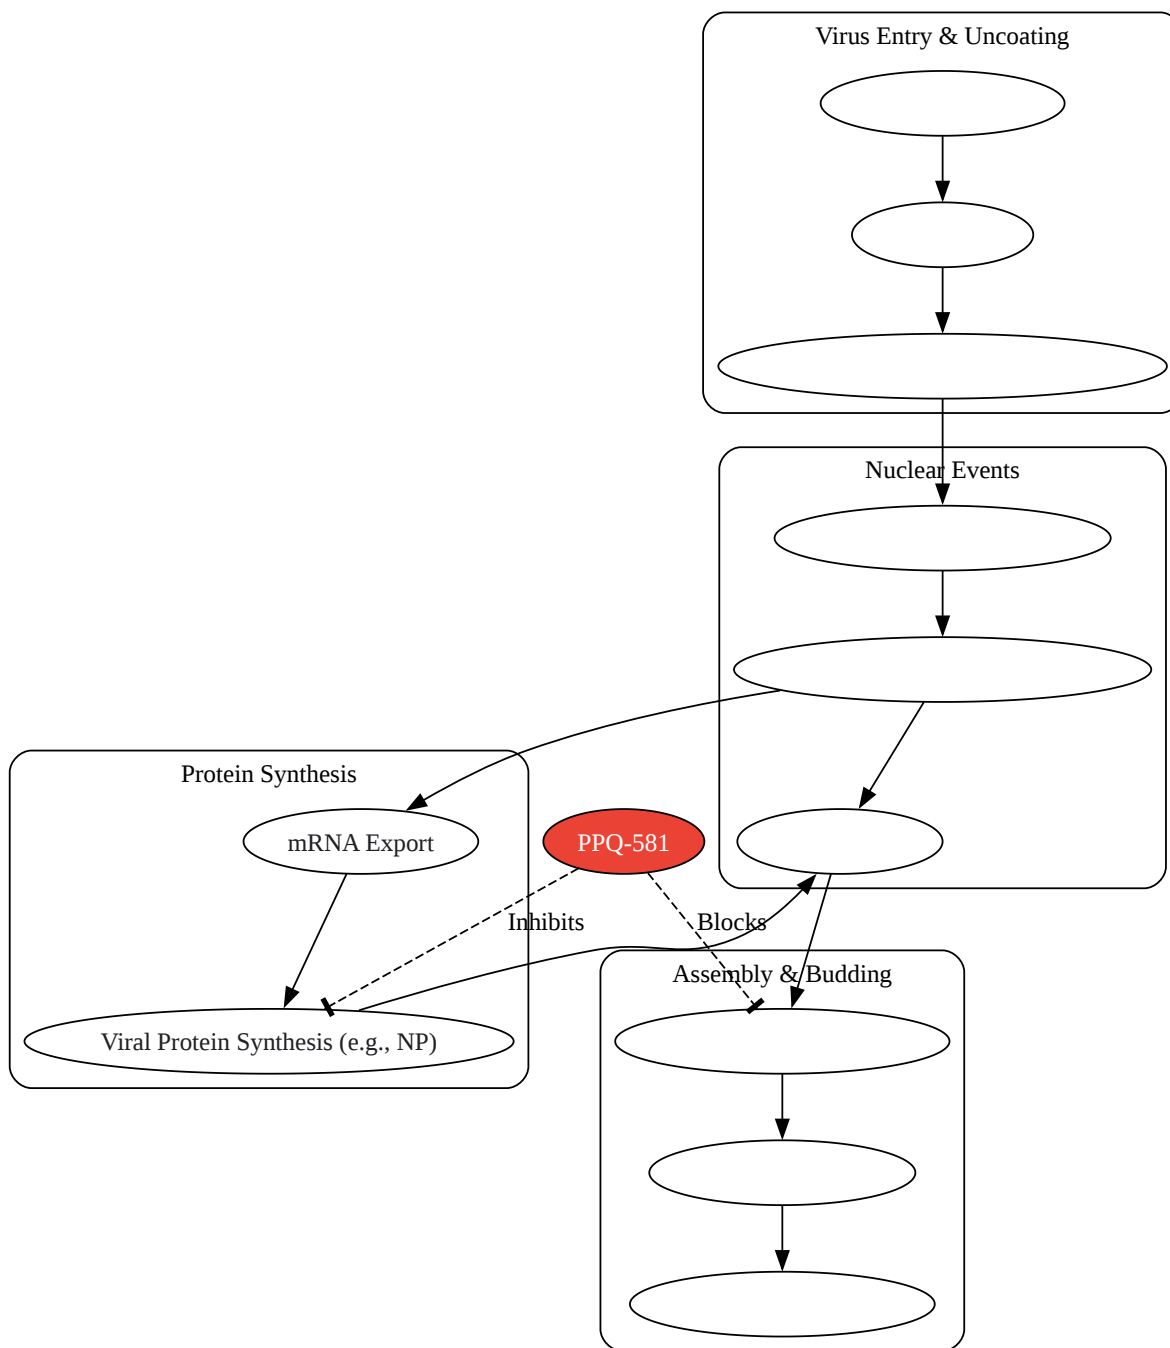 Virus Entry & Uncoating
Nuclear Events
Protein Synthesis
mRNA Export
PPQ-581
Inhibits
Blocks
Assembly & Budding
Viral Protein Synthesis (e.g., NP)